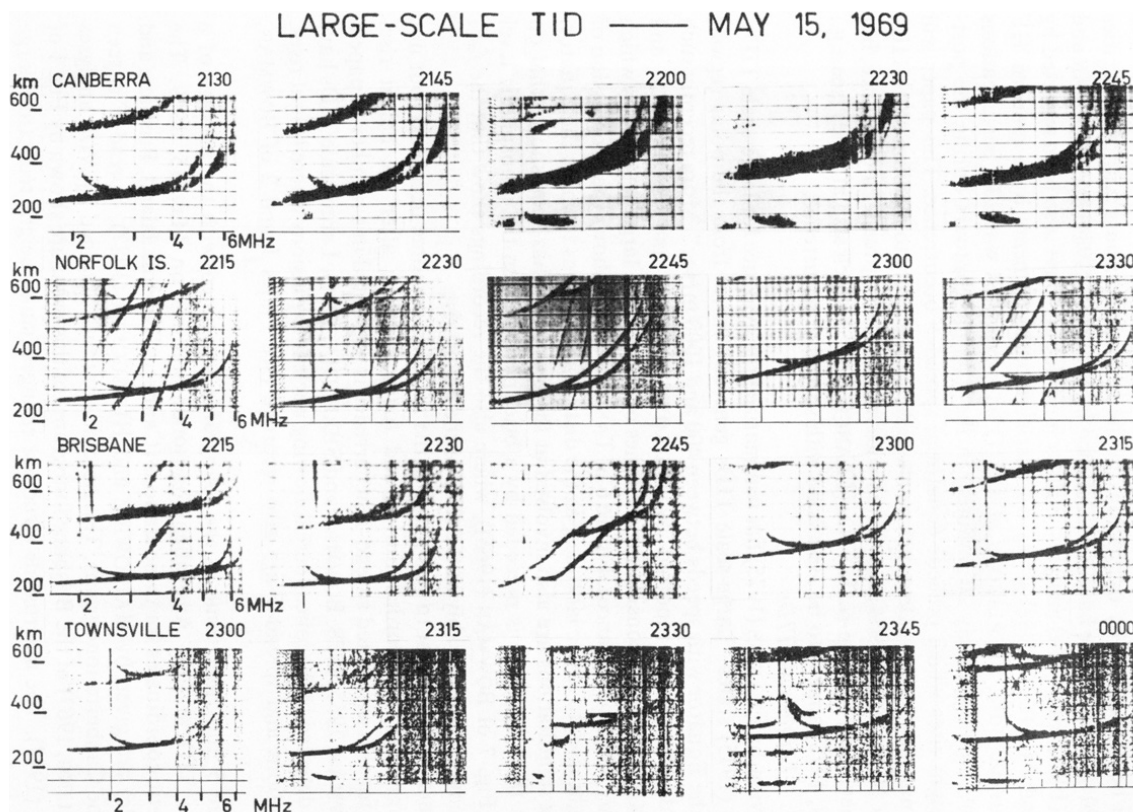 LARGE-SCALE TID —— MAY 15, 1969
km CANBERRA 2130 2145 2200 2230 2245
600
400
200
2 4 6MHz
km NORFOLK IS. 2215 2230 2245 2300 2330
600
400
200
2 4 6 MHz
BRISBANE 2215 2230 2245 2300 2315
km
600
400
200
2 4 6MHz
km TOWNSVILLE 2300 2315 2330 2345 0000
600
400
200
2 4 6 MHz